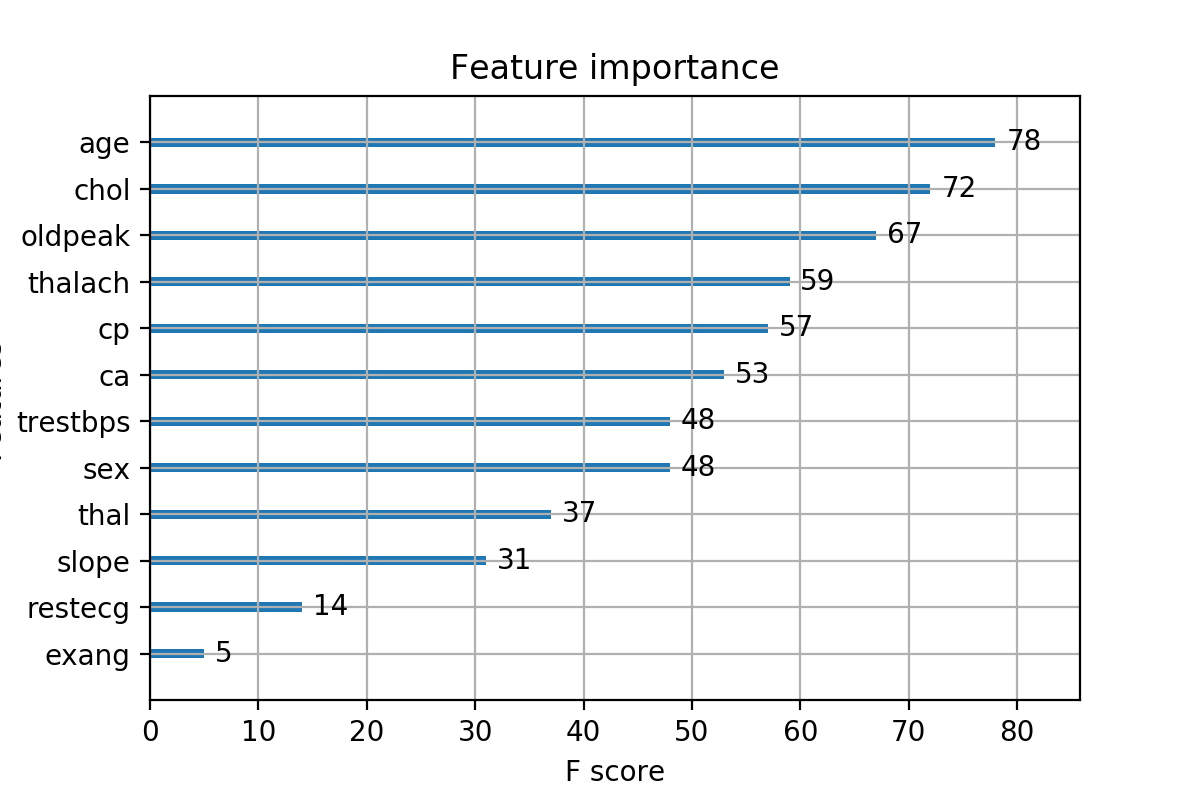 Feature importance
age 78
chol 72
oldpeak 67
thalach 59
cp 57
ca 53
trestbps 48
sex 48
thal 37
slope 31
restecg 14
exang 5
0 10 20 30 40 50 60 70 80
F score